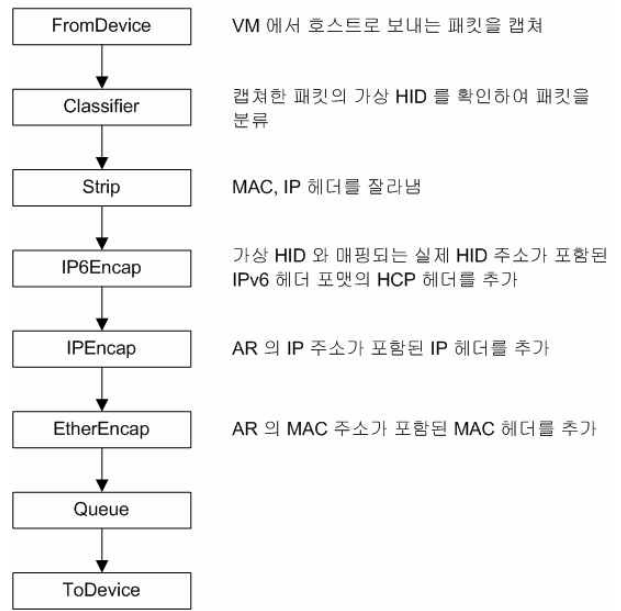 FromDevice
VM 에서 호스트로 보내는 패킷을 캡쳐
Classifier
캡쳐한 패킷의 가상 HID 를 확인하여 패킷을
분류
Strip
MAC, IP 헤더를 잘라냄
IP6Encap
가상 HID 와 매핑되는 실제 HID 주소가 포함된
IPv6 헤더 포맷의 HCP 헤더를 추가
IPEncap
AR 의 IP 주소가 포함된 IP 헤더를 추가
EtherEncap
AR 의 MAC 주소가 포함된 MAC 헤더를 추가
Queue
ToDevice